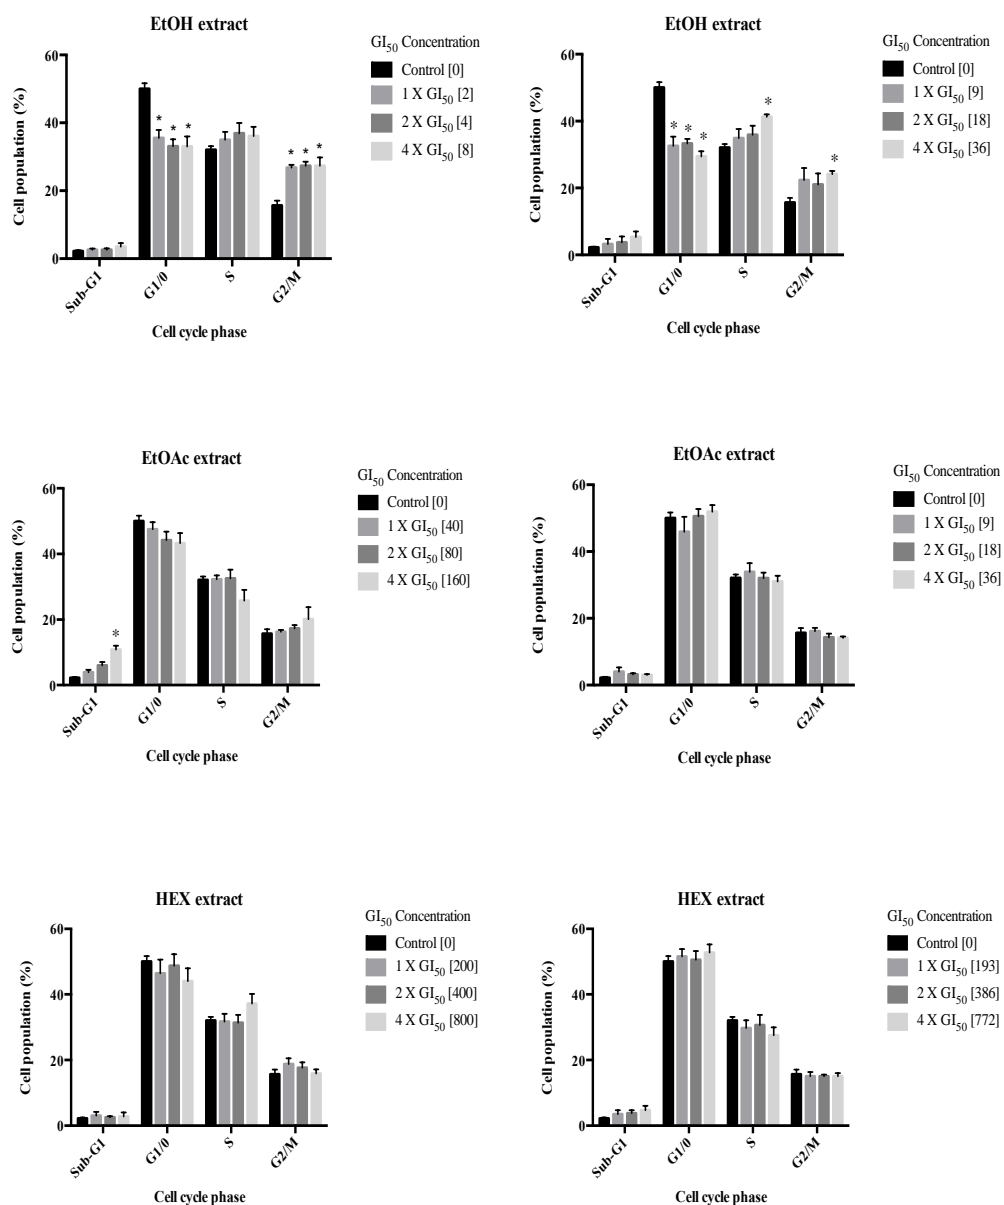 EtOH extract
GI50 Concentration
Control [0]
1 X GI50 [2]
2 X GI50 [4]
4 X GI50 [8]
Cell population (%)
60
40
20
0
* * * * * *
Sub-G1 G1/0 S G2/M
Cell cycle phase
EtOH extract
GI50 Concentration
Control [0]
1 X GI50 [9]
2 X GI50 [18]
4 X GI50 [36]
Cell population (%)
60
40
20
0
* * * * *
Sub-G1 G1/0 S G2/M
Cell cycle phase
EtOAc extract
GI50 Concentration
Control [0]
1 X GI50 [40]
2 X GI50 [80]
4 X GI50 [160]
Cell population (%)
60
40
20
0
*
Sub-G1 G1/0 S G2/M
Cell cycle phase
EtOAc extract
GI50 Concentration
Control [0]
1 X GI50 [9]
2 X GI50 [18]
4 X GI50 [36]
Cell population (%)
60
40
20
0
Sub-G1 G1/0 S G2/M
Cell cycle phase
HEX extract
GI50 Concentration
Control [0]
1 X GI50 [200]
2 X GI50 [400]
4 X GI50 [800]
Cell population (%)
60
40
20
0
Sub-G1 G1/0 S G2/M
Cell cycle phase
HEX extract
GI50 Concentration
Control [0]
1 X GI50 [193]
2 X GI50 [386]
4 X GI50 [772]
Cell population (%)
60
40
20
0
Sub-G1 G1/0 S G2/M
Cell cycle phase